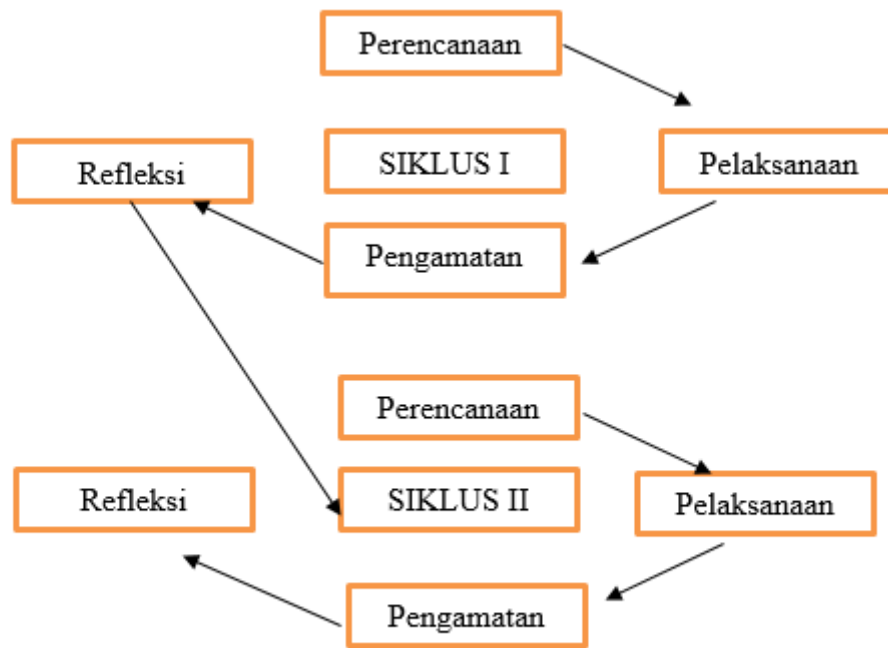 Perencanaan
SIKLUS I
Pelaksanaan
Refleksi
Pengamatan
Perencanaan
Refleksi
SIKLUS II
Pelaksanaan
Pengamatan